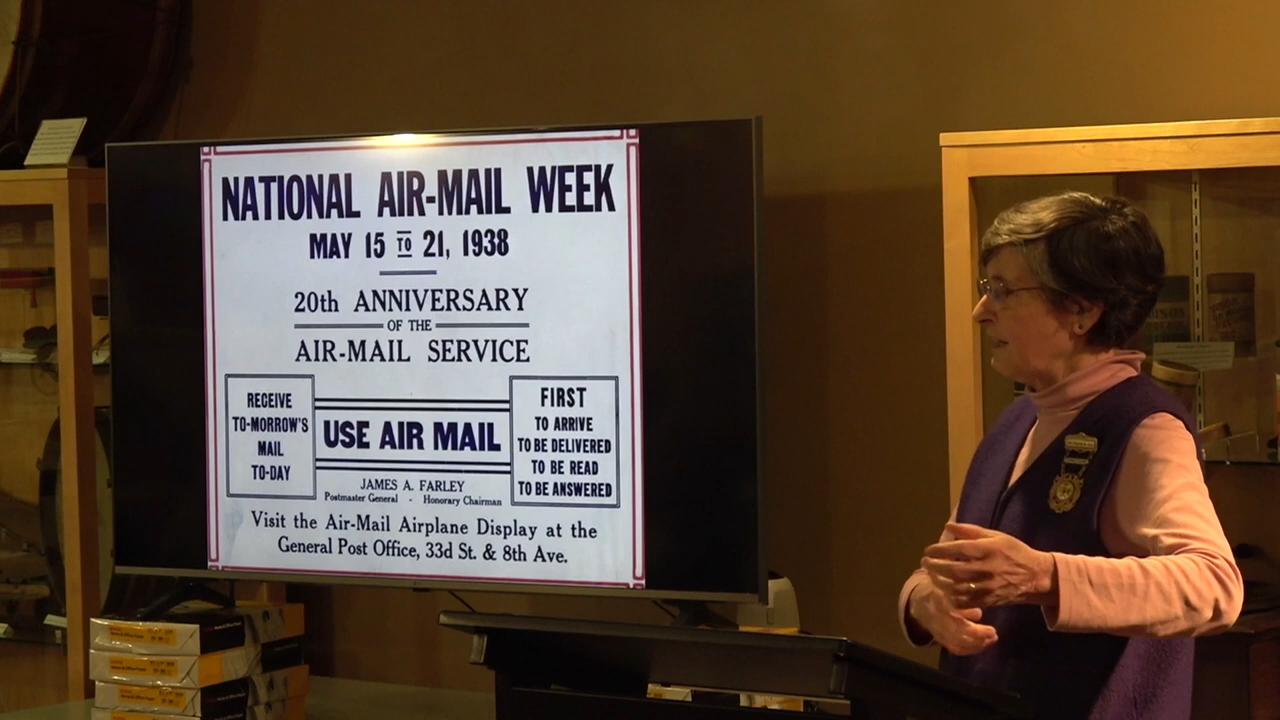 NATIONAL AIR-MAIL WEEK
MAY 15 TO 21, 1938
20th ANNIVERSARY
OF THE
AIR-MAIL SERVICE
RECEIVE
TO-MORROW'S
MAIL
TO-DAY
USE AIR MAIL
FIRST
TO ARRIVE
TO BE DELIVERED
TO BE READ
TO BE ANSWERED
JAMES A. FARLEY
Postmaster General - Honorary Chairman
Visit the Air-Mail Airplane Display at the
General Post Office, 33d St. & 8th Ave.